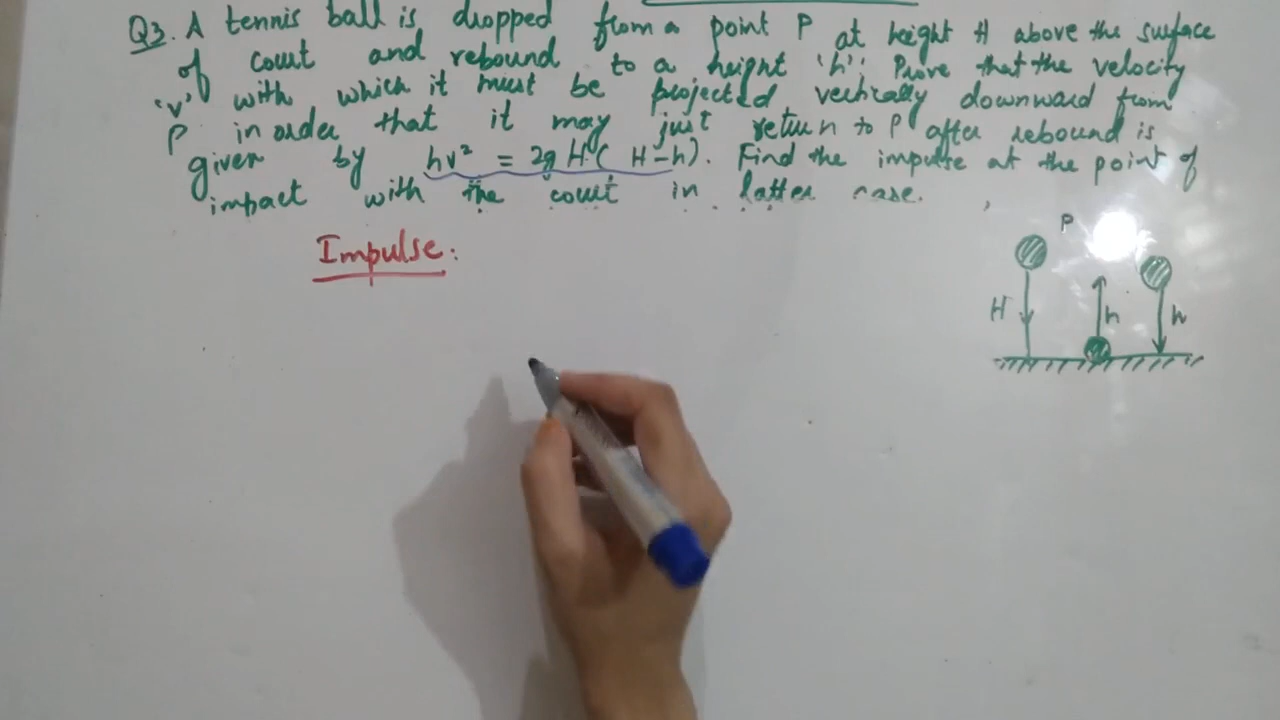 Q3. A tennis ball is dropped from a point P at height H above the surface
of court and rebound to a height 'h'. Prove that the velocity
'v' with which it must be projected vertically downward from
P in order that it may just return to P after rebound is
given by hv² = 2gH(H-h). Find the impulse at the point of
impact with the court in latter case.
Impulse:
P
H
h
h